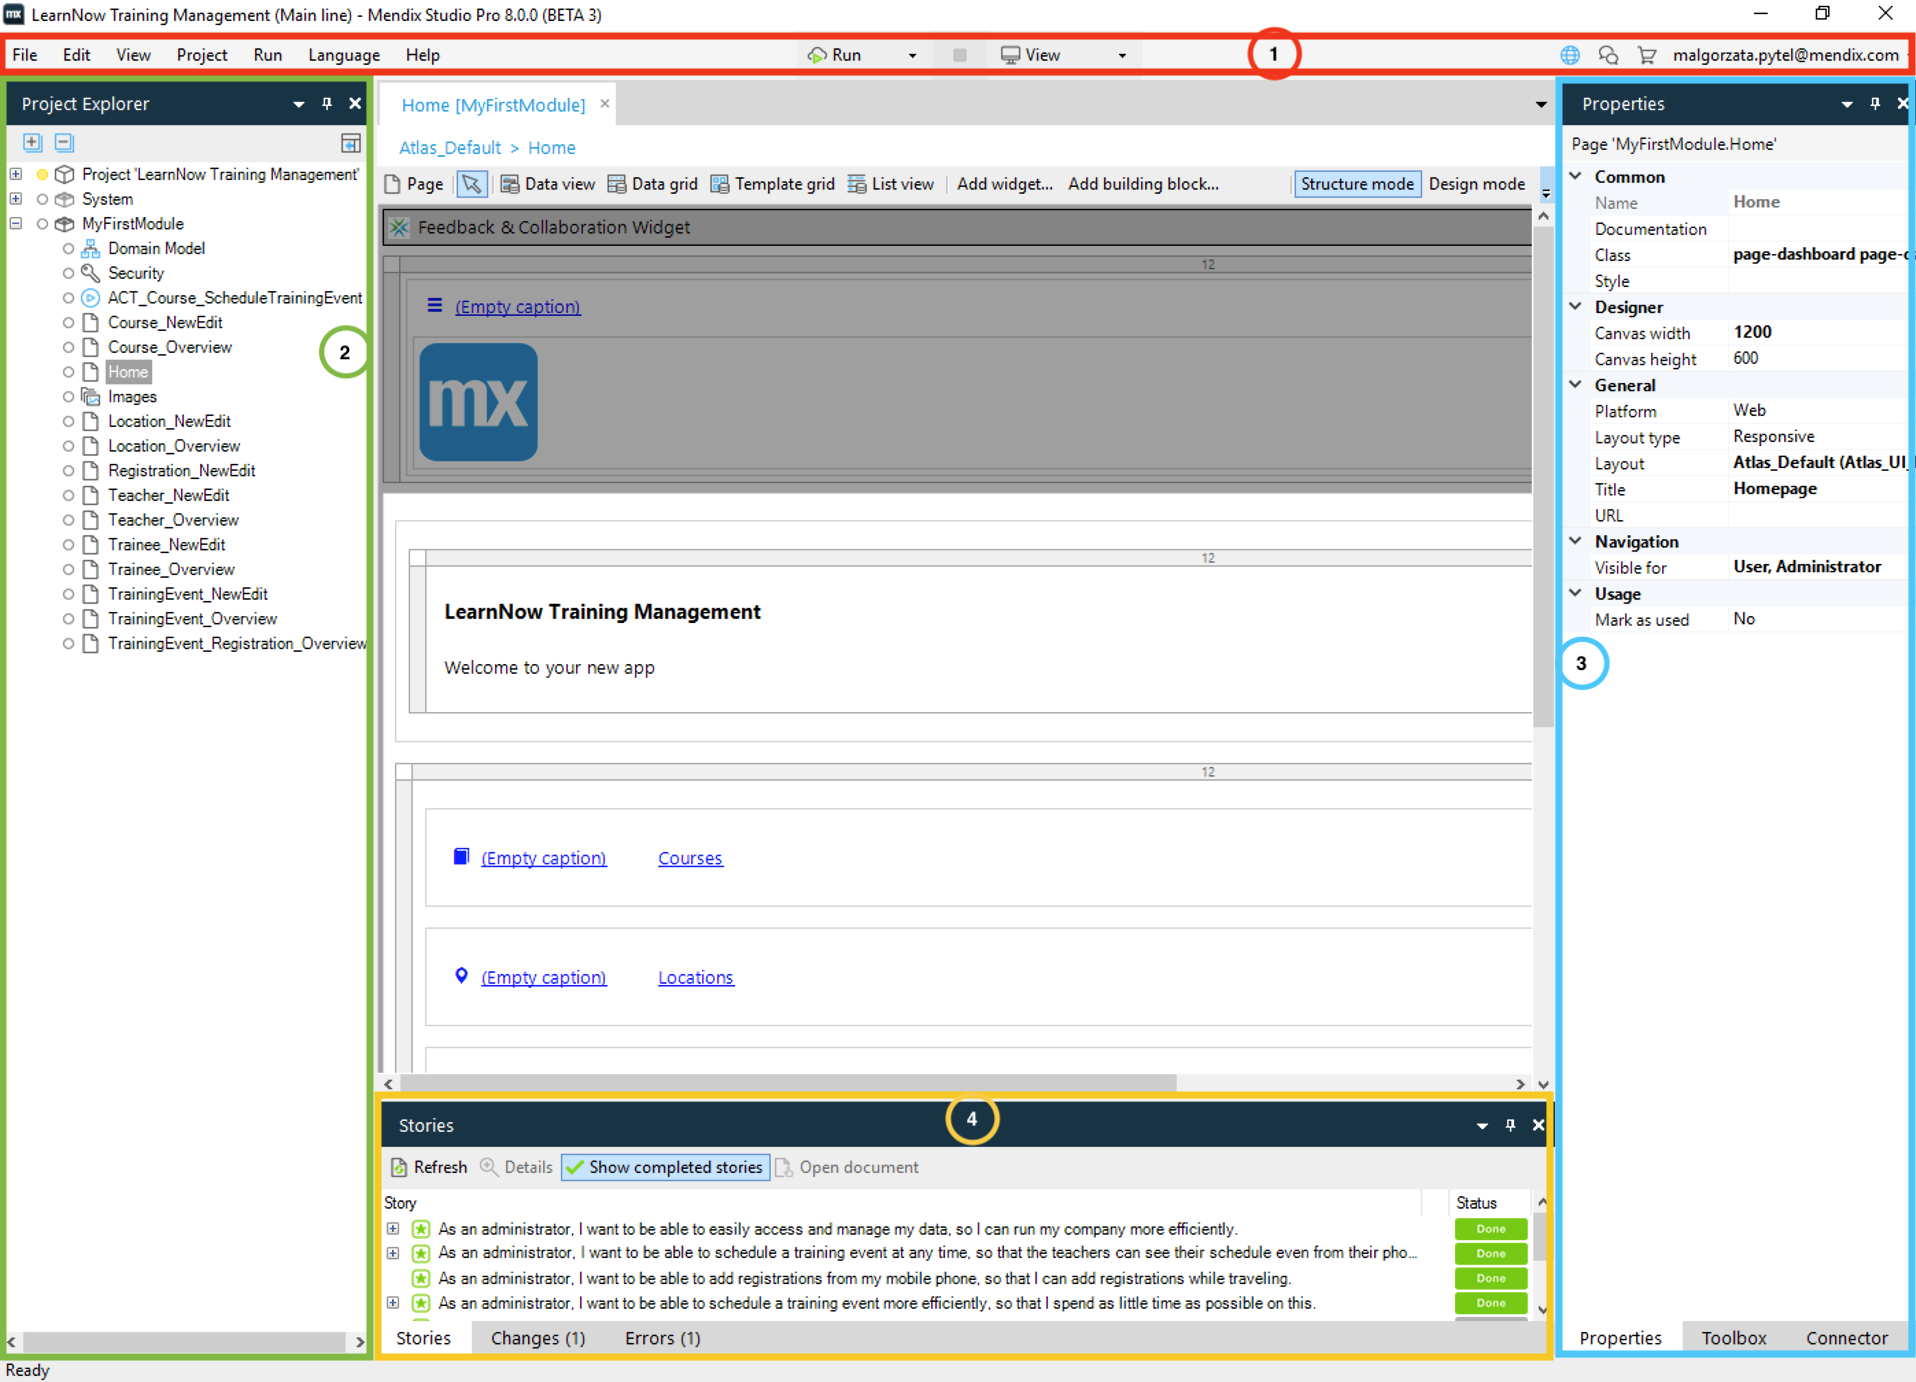 mx LearnNow Training Management (Main line) - Mendix Studio Pro 8.0.0 (BETA 3)
File Edit View Project Run Language Help Run View 1 malgorzata.pytel@mendix.com
Project Explorer
Project 'LearnNow Training Management'
System
MyFirstModule
Domain Model
Security
ACT_Course_ScheduleTrainingEvent
Course_NewEdit
Course_Overview
2
Home
Images
Location_NewEdit
Location_Overview
Registration_NewEdit
Teacher_NewEdit
Teacher_Overview
Trainee_NewEdit
Trainee_Overview
TrainingEvent_NewEdit
TrainingEvent_Overview
TrainingEvent_Registration_Overview
Home [MyFirstModule]
Atlas_Default > Home
Page Data view Data grid Template grid List view Add widget... Add building block... Structure mode Design mode
Feedback & Collaboration Widget
12
(Empty caption)
mx
12
LearnNow Training Management
Welcome to your new app
12
(Empty caption) Courses
(Empty caption) Locations
Stories
4
Refresh Details Show completed stories Open document
Story Status
As an administrator, I want to be able to easily access and manage my data, so I can run my company more efficiently. Done
As an administrator, I want to be able to schedule a training event at any time, so that the teachers can see their schedule even from their pho... Done
As an administrator, I want to be able to add registrations from my mobile phone, so that I can add registrations while traveling. Done
As an administrator, I want to be able to schedule a training event more efficiently, so that I spend as little time as possible on this. Done
Stories Changes (1) Errors (1)
Properties
Page 'MyFirstModule.Home'
Common
Name Home
Documentation
Class page-dashboard page-d
Style
Designer
Canvas width 1200
Canvas height 600
General
Platform Web
Layout type Responsive
Layout Atlas_Default (Atlas_UI_
Title Homepage
URL
Navigation
Visible for User, Administrator
Usage
Mark as used No
3
Properties Toolbox Connector
Ready